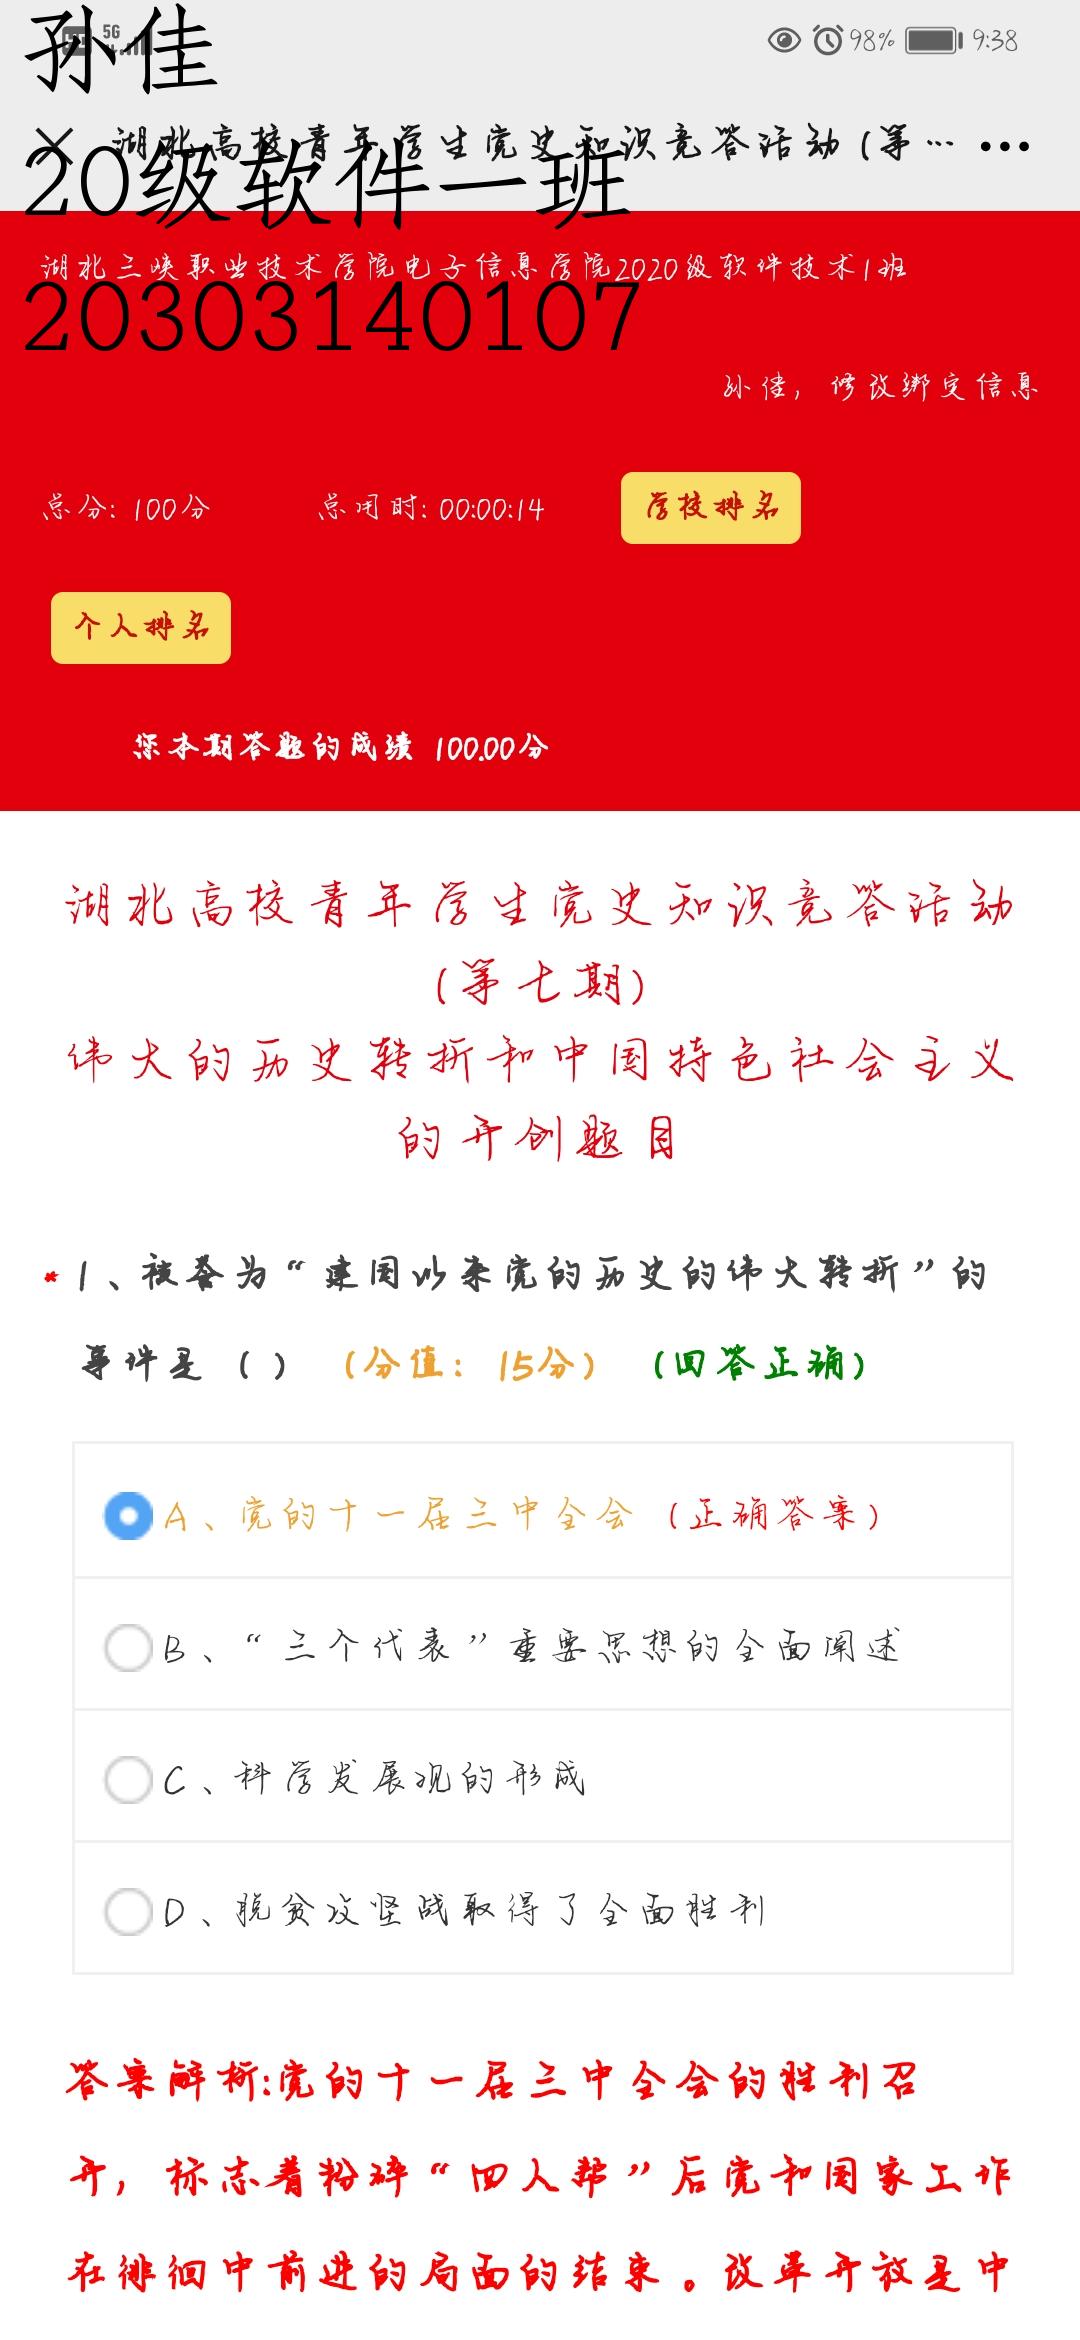 孙佳
5G
98% 9:38
湖北高校青年学生党史知识竞答活动(第…
20级软件一班
湖北三峡职业技术学院电子信息学院2020级软件技术1班
20303140107
孙佳，修改绑定信息
总分: 100分 总用时: 00:00:14 学校排名
个人排名
您本期答题的成绩 100.00分
湖北高校青年学生党史知识竞答活动
(第七期)
伟大的历史转折和中国特色社会主义
的开创题目
* 1、被誉为“建国以来党的历史的伟大转折”的
事件是 ( ) (分值: 15分) (回答正确)
A、党的十一届三中全会 (正确答案)
B、“三个代表”重要思想的全面阐述
C、科学发展观的形成
D、脱贫攻坚战取得了全面胜利
答案解析:党的十一届三中全会的胜利召
开，标志着粉碎“四人帮”后党和国家工作
在徘徊中前进的局面的结束。改革开放是中